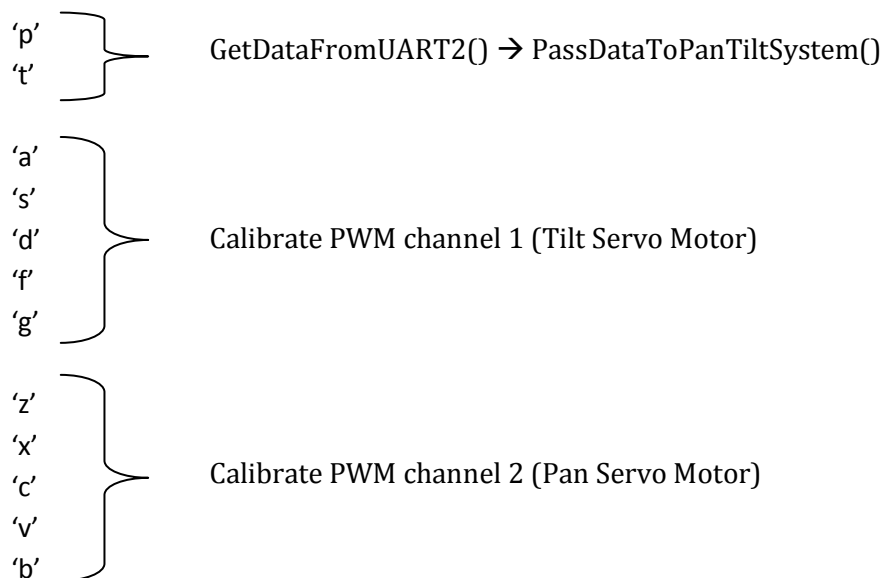 ‘p’
‘t’
GetDataFromUART2() → PassDataToPanTiltSystem()
‘a’
‘s’
‘d’
‘f’
‘g’
Calibrate PWM channel 1 (Tilt Servo Motor)
‘z’
‘x’
‘c’
‘v’
‘b’
Calibrate PWM channel 2 (Pan Servo Motor)